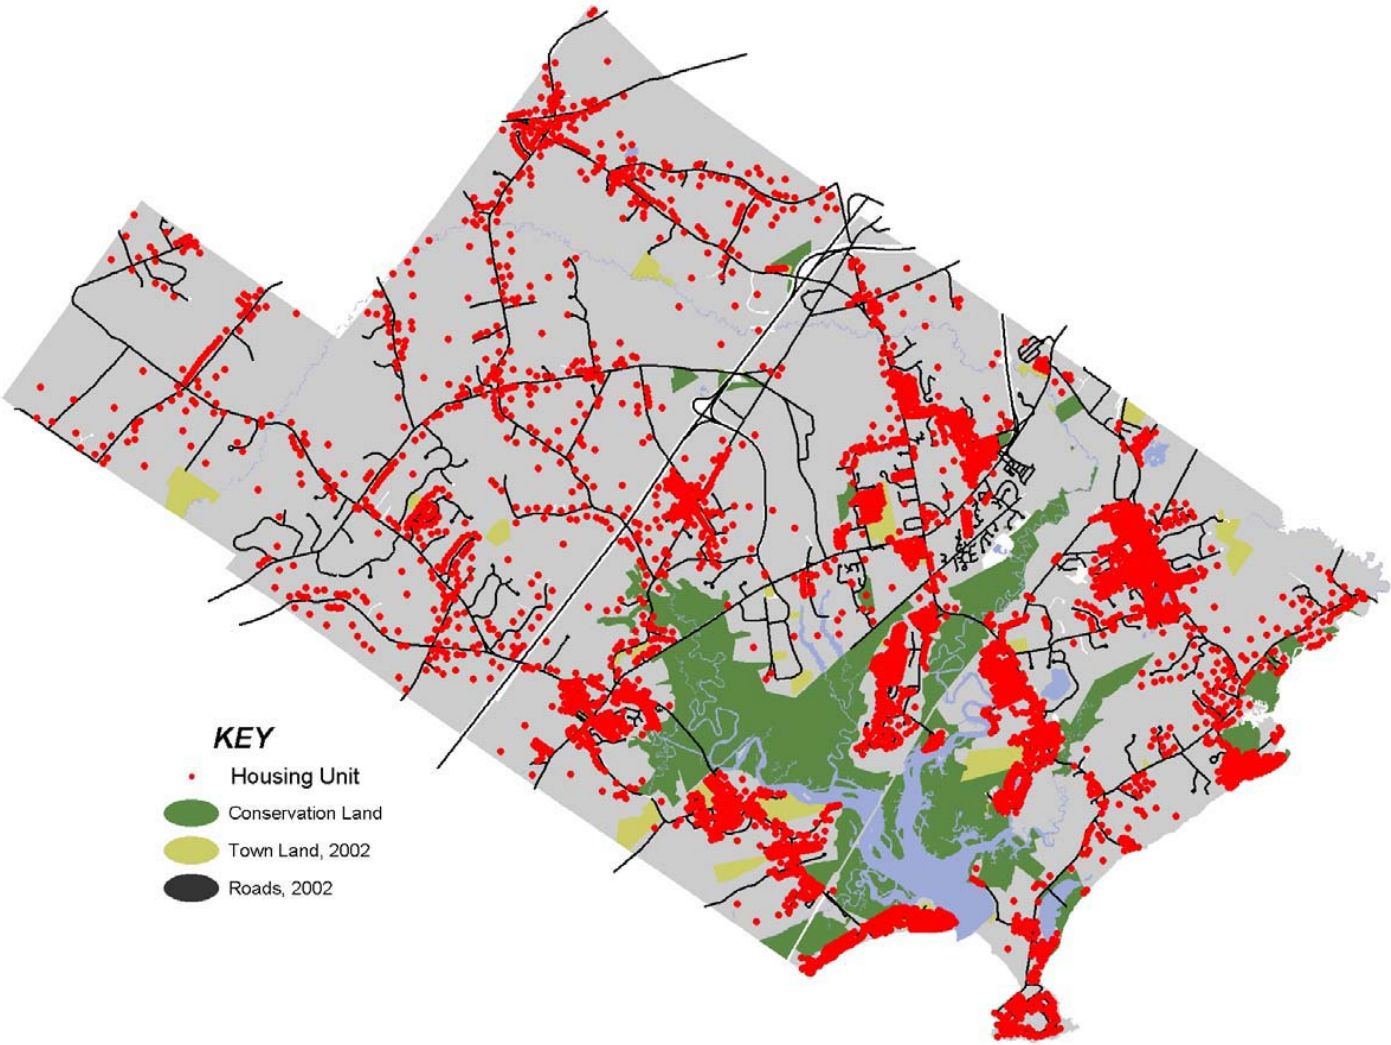 KEY
Housing Unit
Conservation Land
Town Land, 2002
Roads, 2002